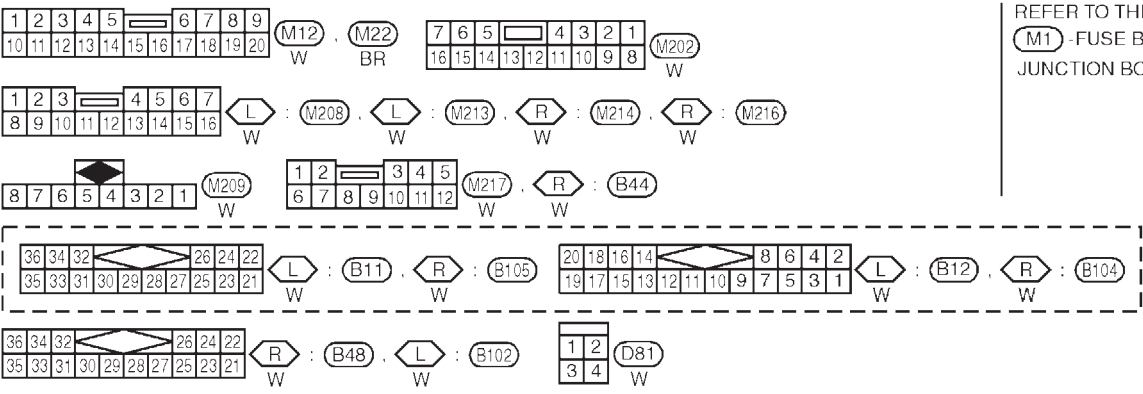 1 2 3 4 5 6 7 8 9
10 11 12 13 14 15 16 17 18 19 20
M12 , M22
W BR
7 6 5 4 3 2 1
16 15 14 13 12 11 10 9 8
M202
W
REFER TO TH
M1 -FUSE B
JUNCTION BO
1 2 3 4 5 6 7
8 9 10 11 12 13 14 15 16
L : M208 , L : M213 , R : M214 , R : M216
W W W W
8 7 6 5 4 3 2 1
M209
W
1 2 3 4 5
6 7 8 9 10 11 12
M217 , R : B44
W W
36 34 32 26 24 22
35 33 31 30 29 28 27 25 23 21
L : B11 , R : B105
W W
20 18 16 14 8 6 4 2
19 17 15 13 12 11 10 9 7 5 3 1
L : B12 , R : B104
W W
36 34 32 26 24 22
35 33 31 30 29 28 27 25 23 21
R : B48 , L : B102
W W
1 2
3 4
D81
W